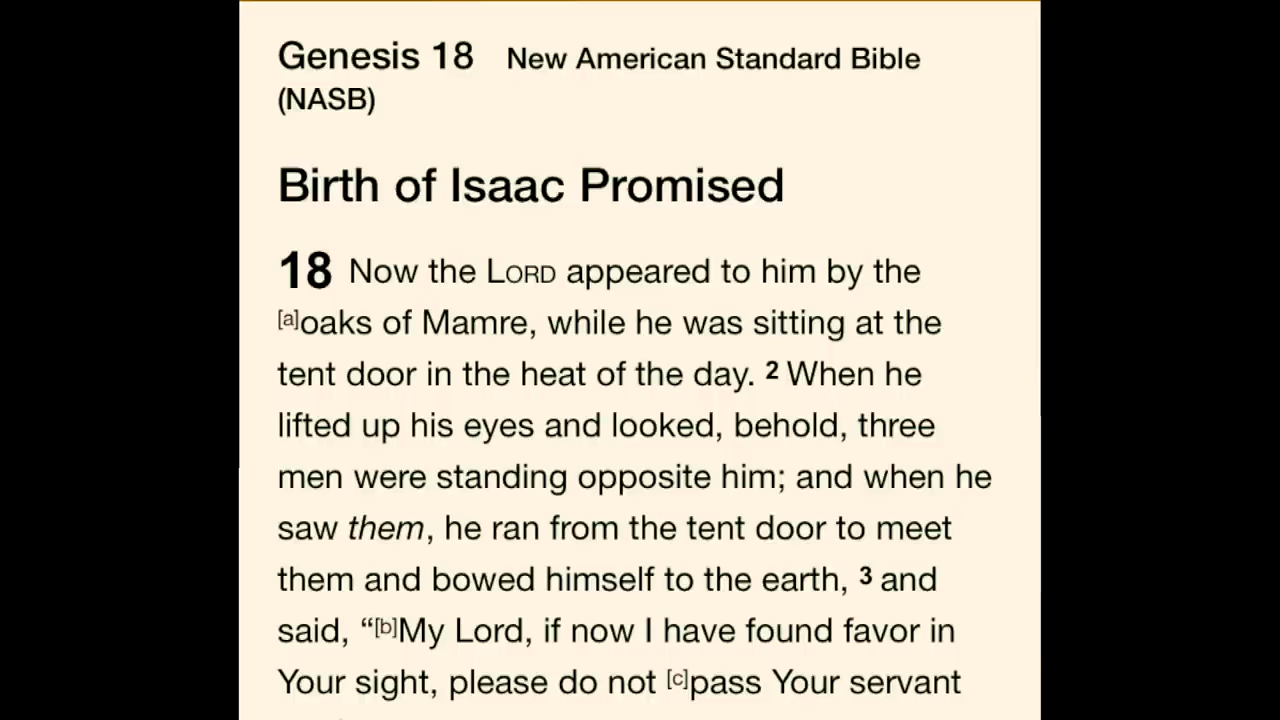 Genesis 18 New American Standard Bible
(NASB)
Birth of Isaac Promised
18 Now the LORD appeared to him by the
[a]oaks of Mamre, while he was sitting at the
tent door in the heat of the day. 2 When he
lifted up his eyes and looked, behold, three
men were standing opposite him; and when he
saw them, he ran from the tent door to meet
them and bowed himself to the earth, 3 and
said, “[b]My Lord, if now I have found favor in
Your sight, please do not [c]pass Your servant